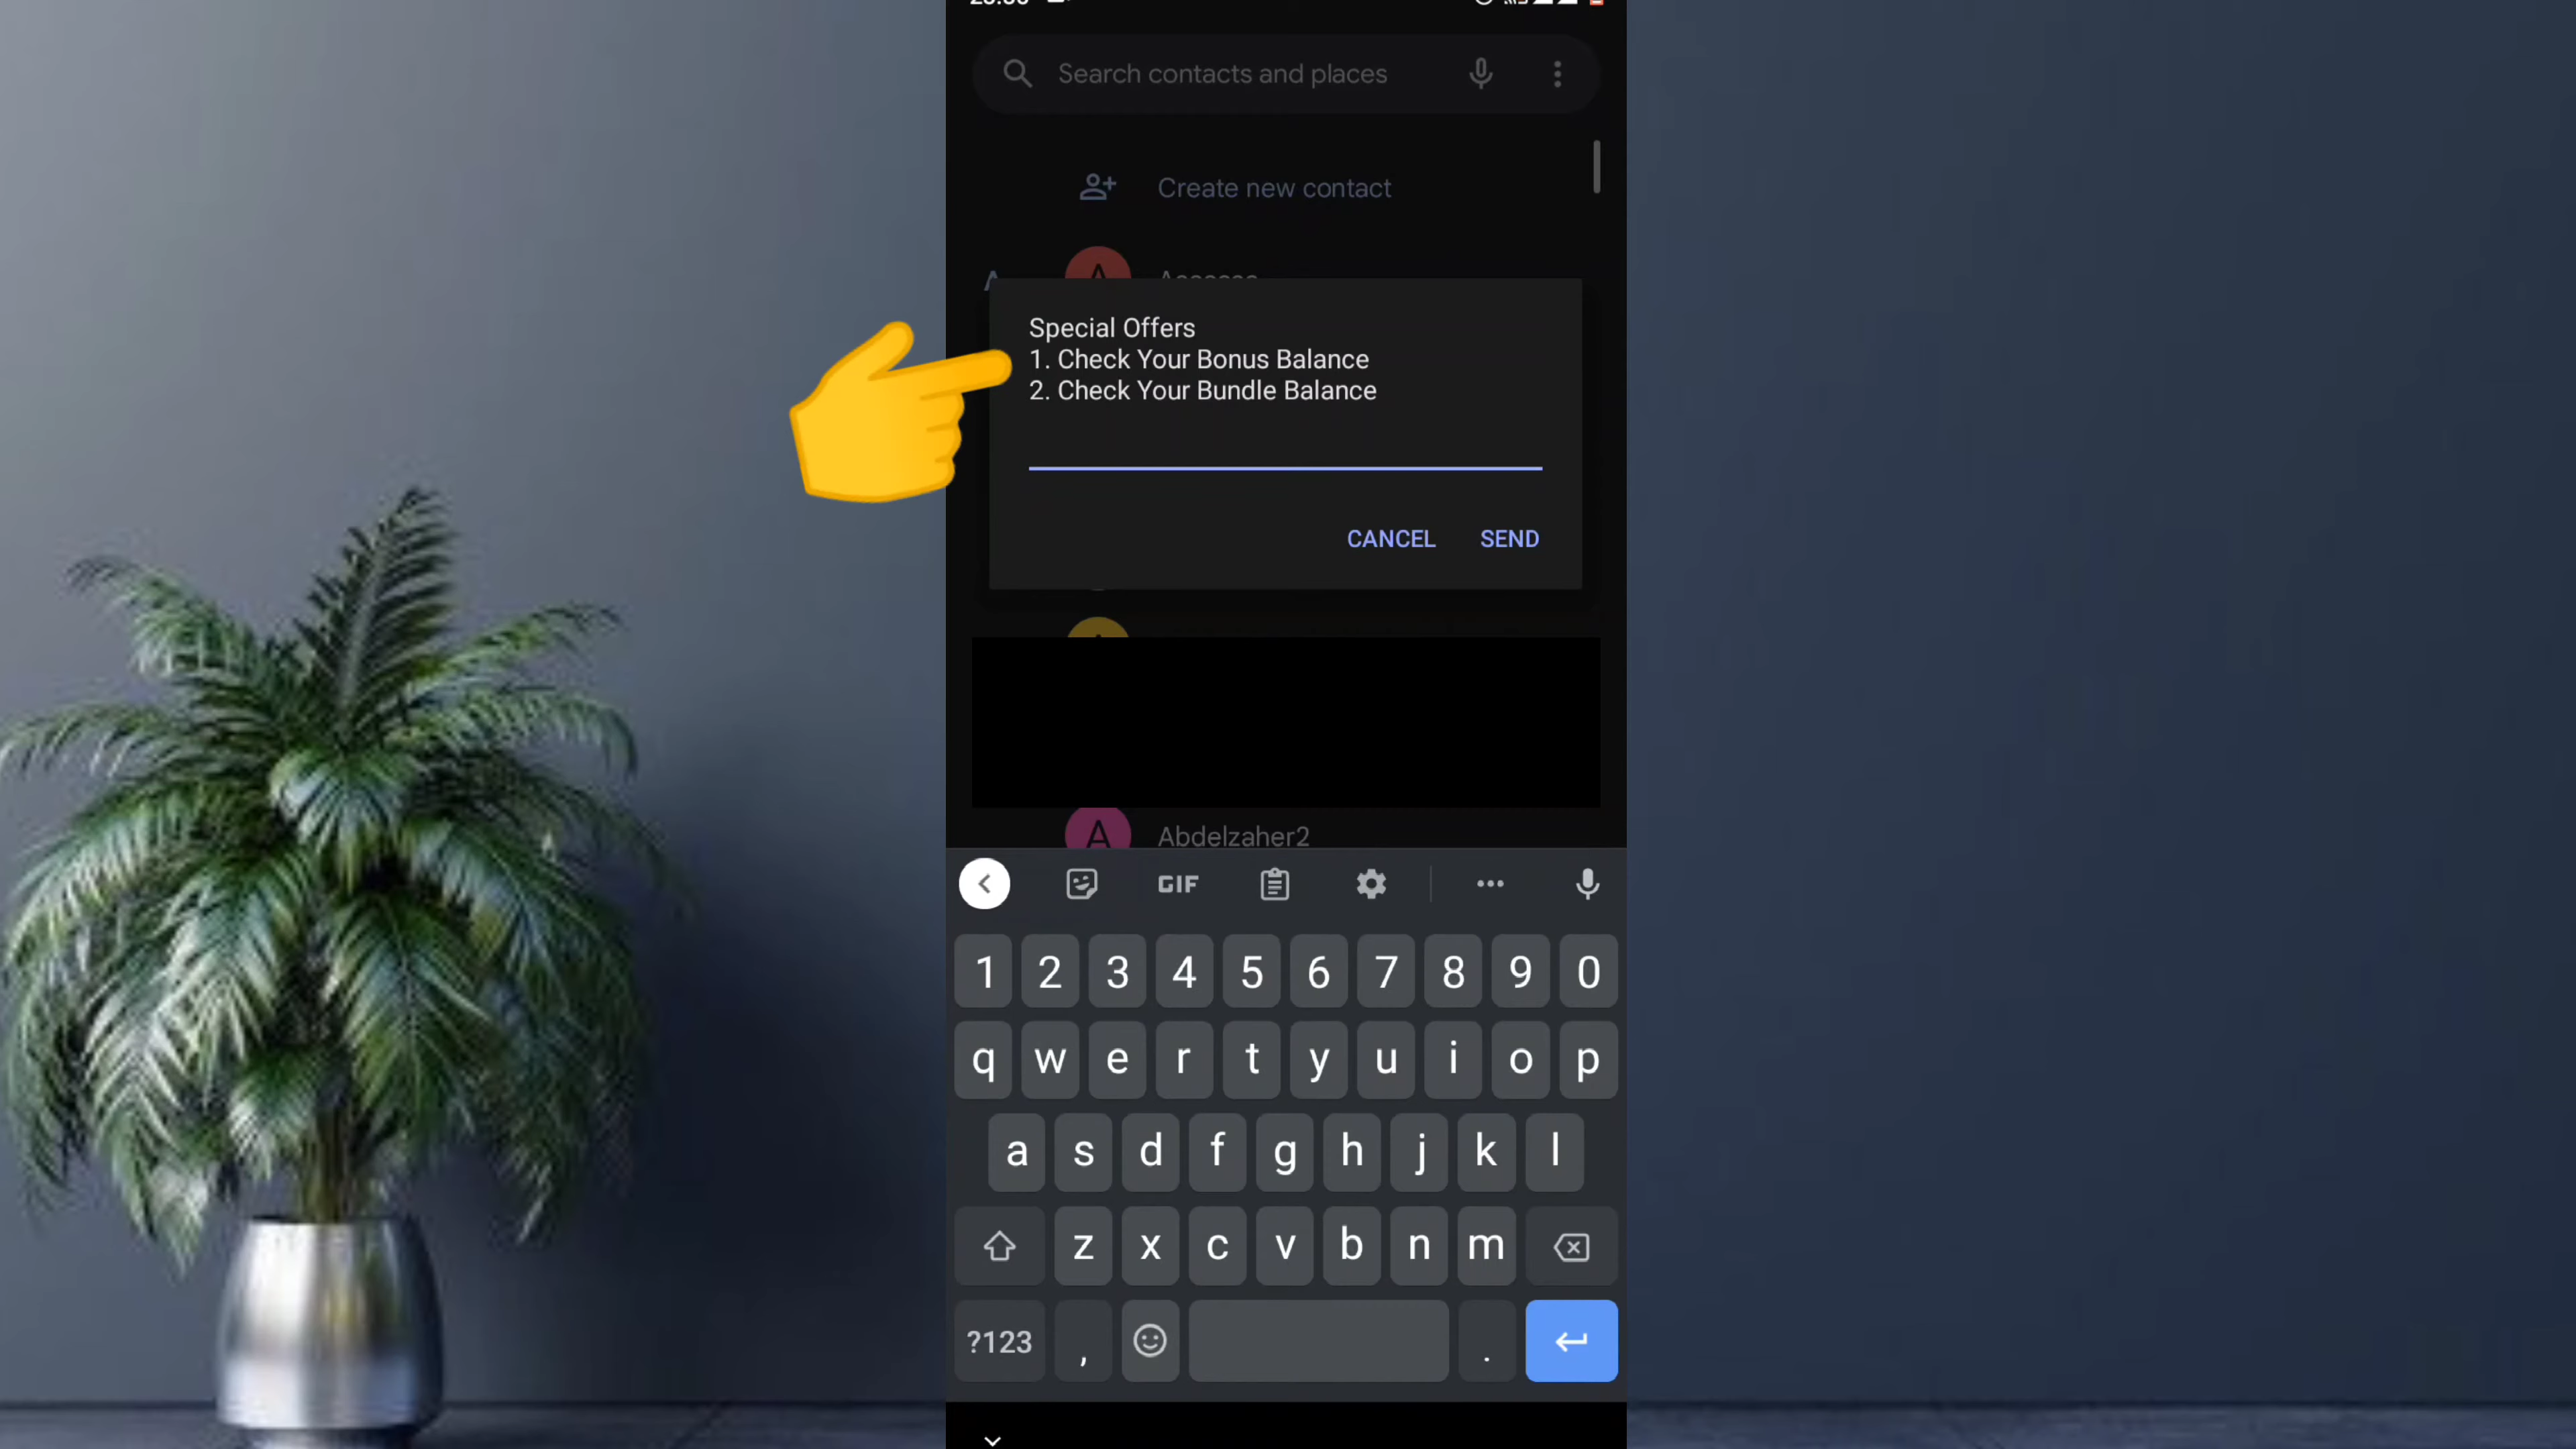 Search contacts and places
Create new contact
A
A
Special Offers
1. Check Your Bonus Balance
2. Check Your Bundle Balance
CANCEL SEND
A Abdelzaher2
GIF
1 2 3 4 5 6 7 8 9 0
q w e r t y u i o p
a s d f g h j k l
z x c v b n m
?123 , .